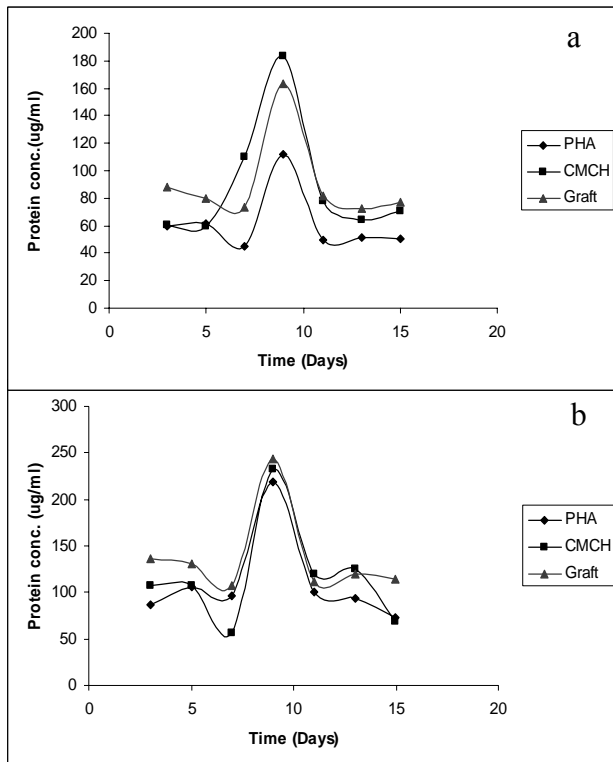 a
200
180
160
140
120
100
80
60
40
20
0
Protein conc.(ug/ml)
0 5 10 15 20
Time (Days)
PHA
CMCH
Graft
b
300
250
200
150
100
50
0
Protein conc. (ug/ml)
0 5 10 15 20
Time (Days)
PHA
CMCH
Graft